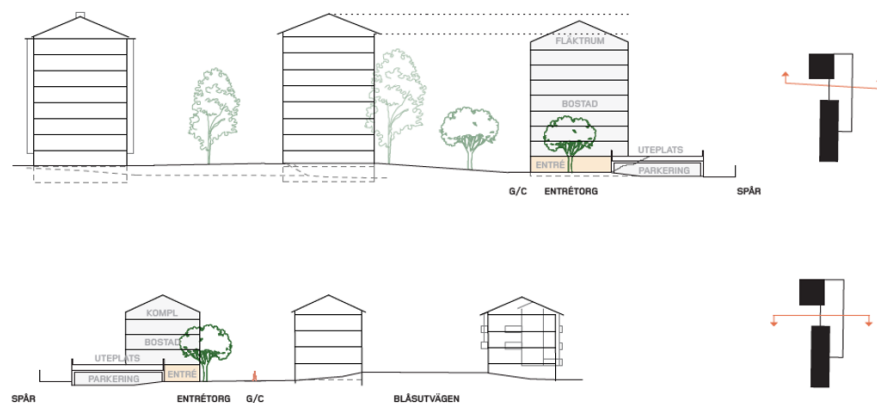 FLÄKTRUM
BOSTAD
UTEPLATS
ENTRÉ
PARKERING
G/C ENTRÉTORG SPÅR
KOMPL
BOSTAD
UTEPLATS
PARKERING ENTRÉ
SPÅR ENTRÉTORG G/C BLÅSUTVÄGEN